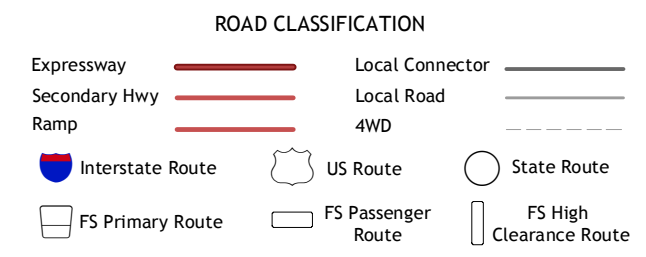 ROAD CLASSIFICATION
Expressway
Local Connector
Secondary Hwy
Local Road
Ramp
4WD
Interstate Route
US Route
State Route
FS Primary Route
FS Passenger
Route
FS High
Clearance Route